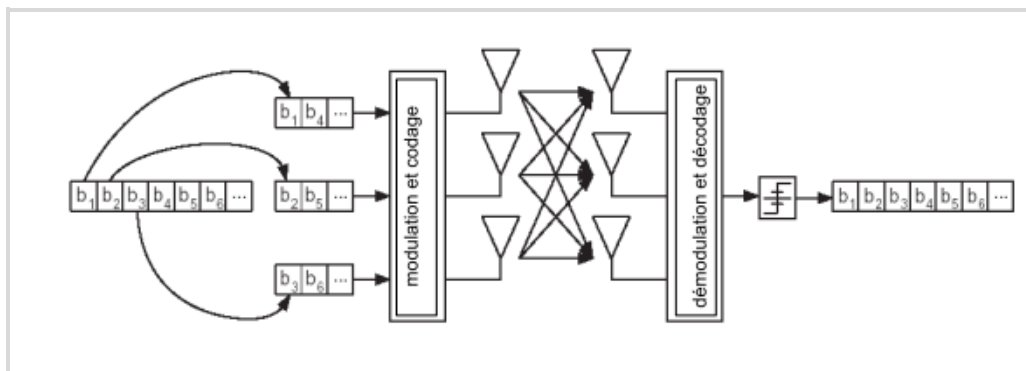 b1 b4 ...
b1 b2 b3 b4 b5 b6 ...
b2 b5 ...
b3 b6 ...
modulation et codage
démodulation et décodage
b1 b2 b3 b4 b5 b6 ...